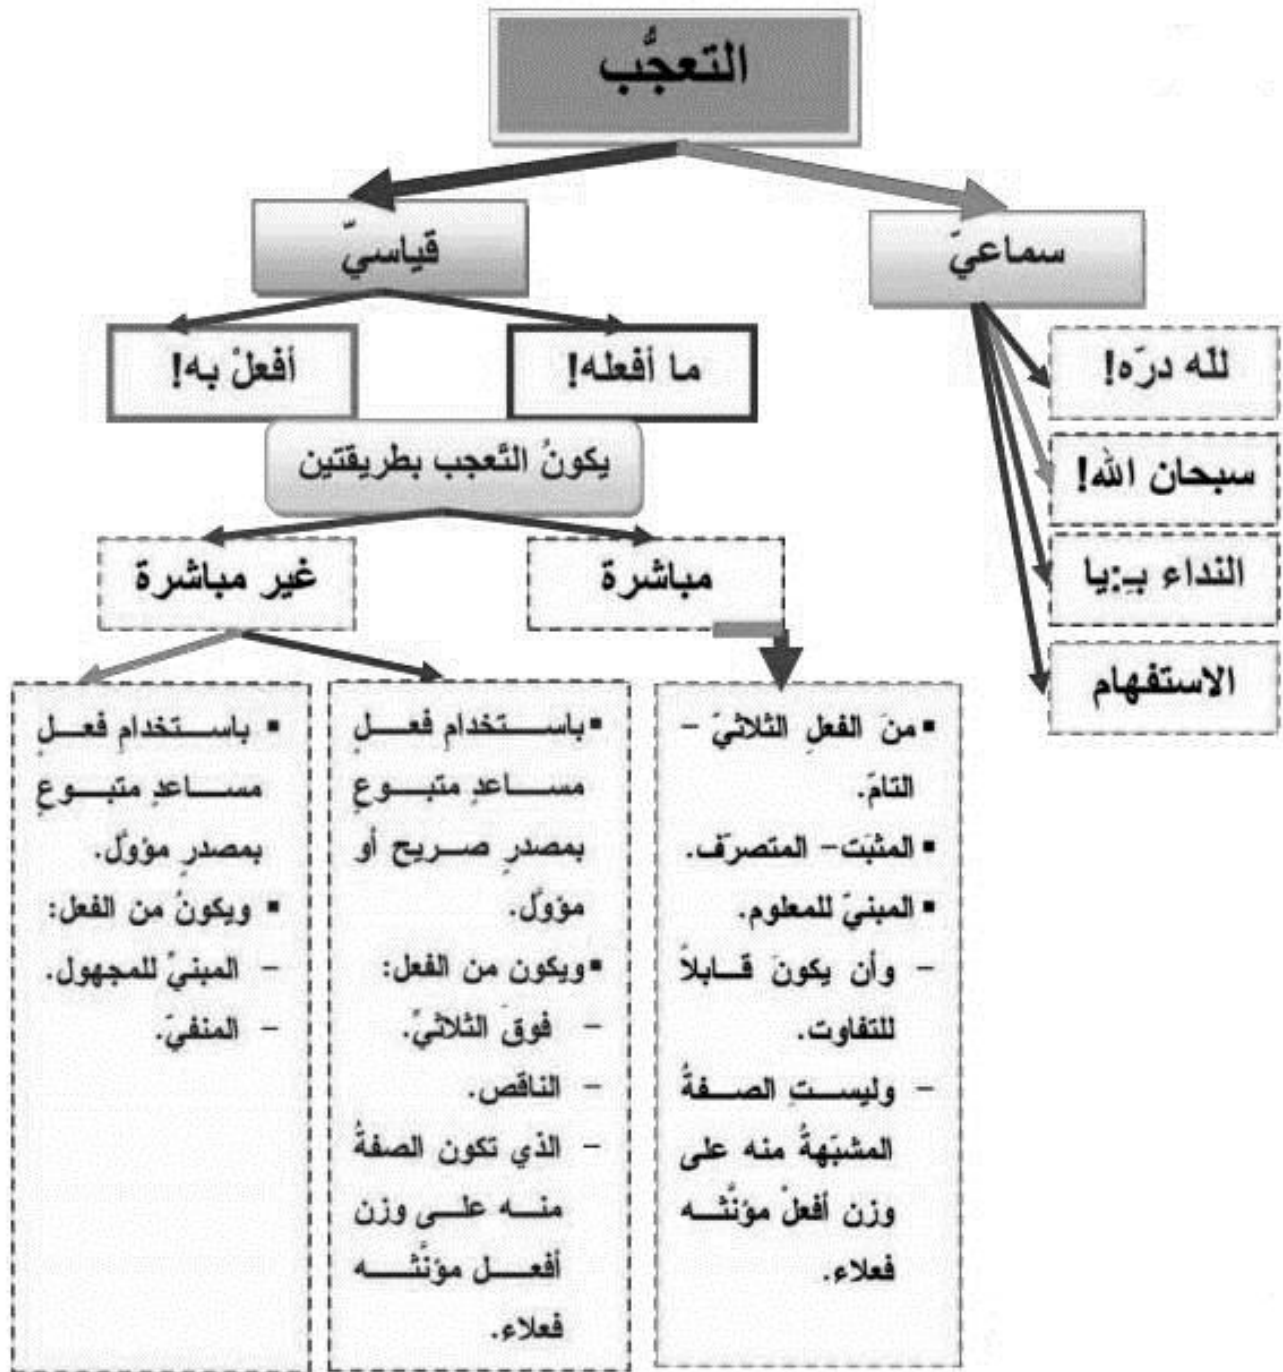 التعجُّب
سماعيّ
قياسيّ
لله درّه!
سبحان الله!
النداء بـِ:يا
الاستفهام
ما أفعله!
أفعلْ به!
يكونُ التَّعجب بطريقتين
مباشرة
غير مباشرة
▪ منَ الفعلِ الثلاثيّ –
التامّ.
▪ المثبَت– المتصرّف.
▪ المبنيّ للمعلوم.
– وأن يكونَ قابلاً
للتفاوت.
– وليستِ الصفةُ
المشبّهةُ منه على
وزن أفعلْ مؤنَّثه
فعلاء.
▪ باستخدامِ فعلٍ
مساعدٍ متبوعٍ
بمصدرٍ صريح أو
مؤوّل.
▪ ويكون من الفعل:
– فوقَ الثلاثيّ.
– الناقص.
– الذي تكون الصفةُ
منه على وزن
أفعل مؤنَّثه
فعلاء.
▪ باستخدامِ فعلٍ
مساعدٍ متبوعٍ
بمصدرٍ مؤوّل.
▪ ويكونُ من الفعل:
– المبنيّ للمجهول.
– المنفيّ.